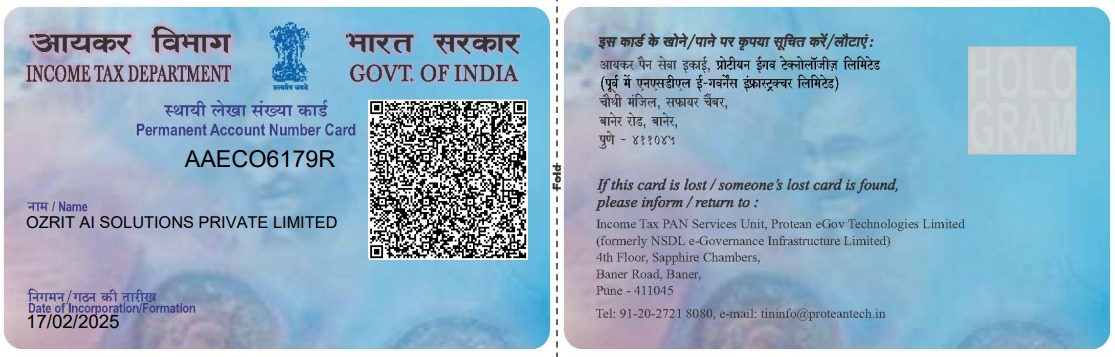 आयकर विभाग
INCOME TAX DEPARTMENT
सत्यमेव जयते
भारत सरकार
GOVT. OF INDIA
स्थायी लेखा संख्या कार्ड
Permanent Account Number Card
AAECO6179R
नाम / Name
OZRIT AI SOLUTIONS PRIVATE LIMITED
निगमन/गठन की तारीख
Date of Incorporation/Formation
17/02/2025
Fold
इस कार्ड के खोने/पाने पर कृपया सूचित करें/लौटाएं:
आयकर पैन सेवा इकाई, प्रोटीयन ईगव टेक्नोलॉजीज़ लिमिटेड
(पूर्व में एनएसडीएल ई-गवर्नेंस इंफ्रास्ट्रक्चर लिमिटेड)
चौथी मंजिल, सफायर चैंबर,
बानेर रोड, बानेर,
पुणे - ४११०४५
HOLO
GRAM
If this card is lost / someone's lost card is found,
please inform / return to :
Income Tax PAN Services Unit, Protean eGov Technologies Limited
(formerly NSDL e-Governance Infrastructure Limited)
4th Floor, Sapphire Chambers,
Baner Road, Baner,
Pune - 411045
Tel: 91-20-2721 8080, e-mail: tininfo@proteantech.in